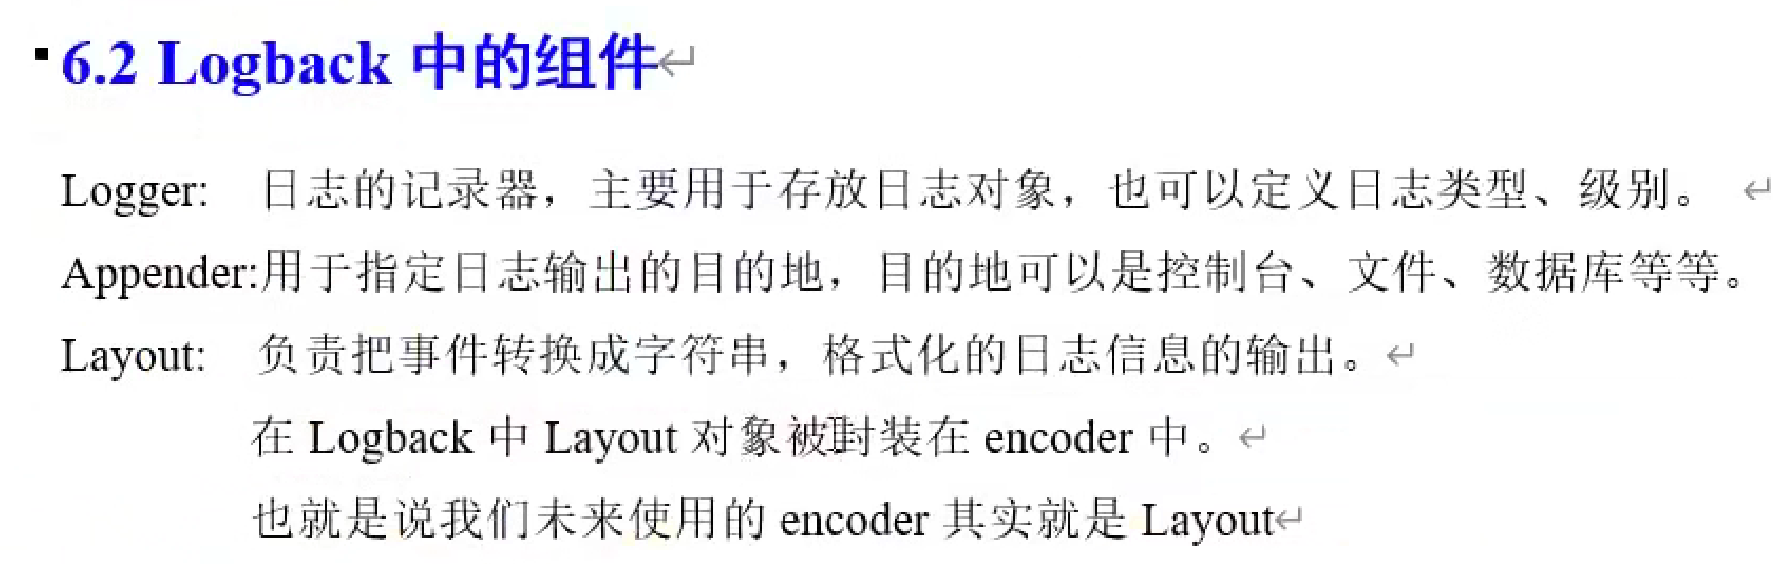 6.2 Logback 中的组件
Logger: 日志的记录器，主要用于存放日志对象，也可以定义日志类型、级别。
Appender:用于指定日志输出的目的地，目的地可以是控制台、文件、数据库等等。
Layout: 负责把事件转换成字符串，格式化的日志信息的输出。
在 Logback 中 Layout 对象被封装在 encoder 中。
也就是说我们未来使用的 encoder 其实就是 Layout